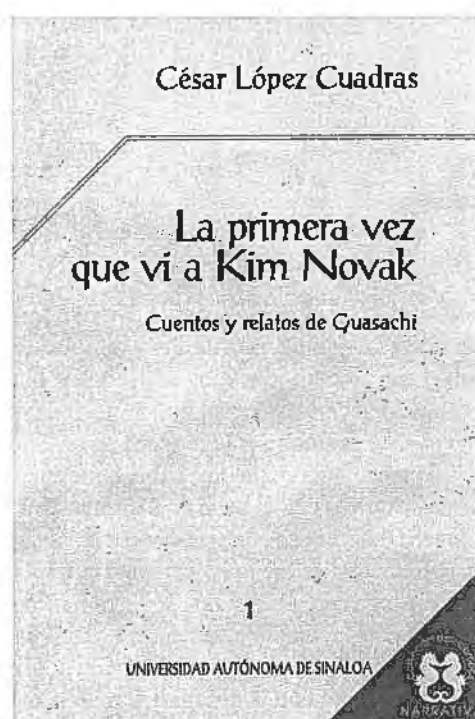 César López Cuadras
La primera vez
que vi a Kim Novak
Cuentos y relatos de Guasachi
1
UNIVERSIDAD AUTÓNOMA DE SINALOA
NARRATIV